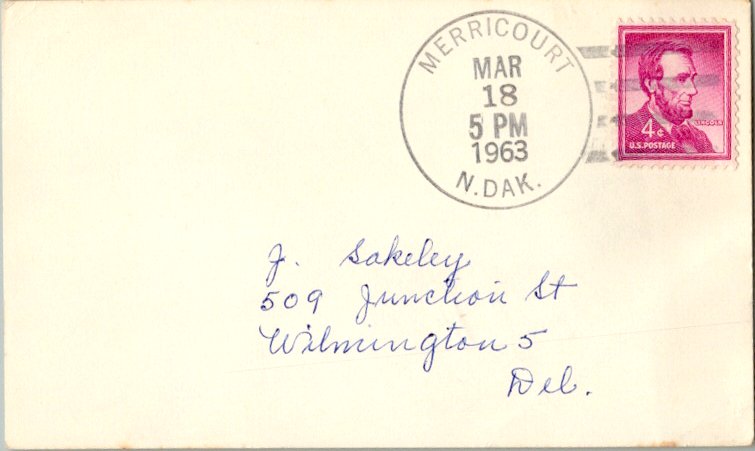 MERRICOURT
MAR
18
5 PM
1963
N. DAK.
LINCOLN
4¢
U.S. POSTAGE
J. Sakeley
509 Junction St
Wilmington 5
Del.